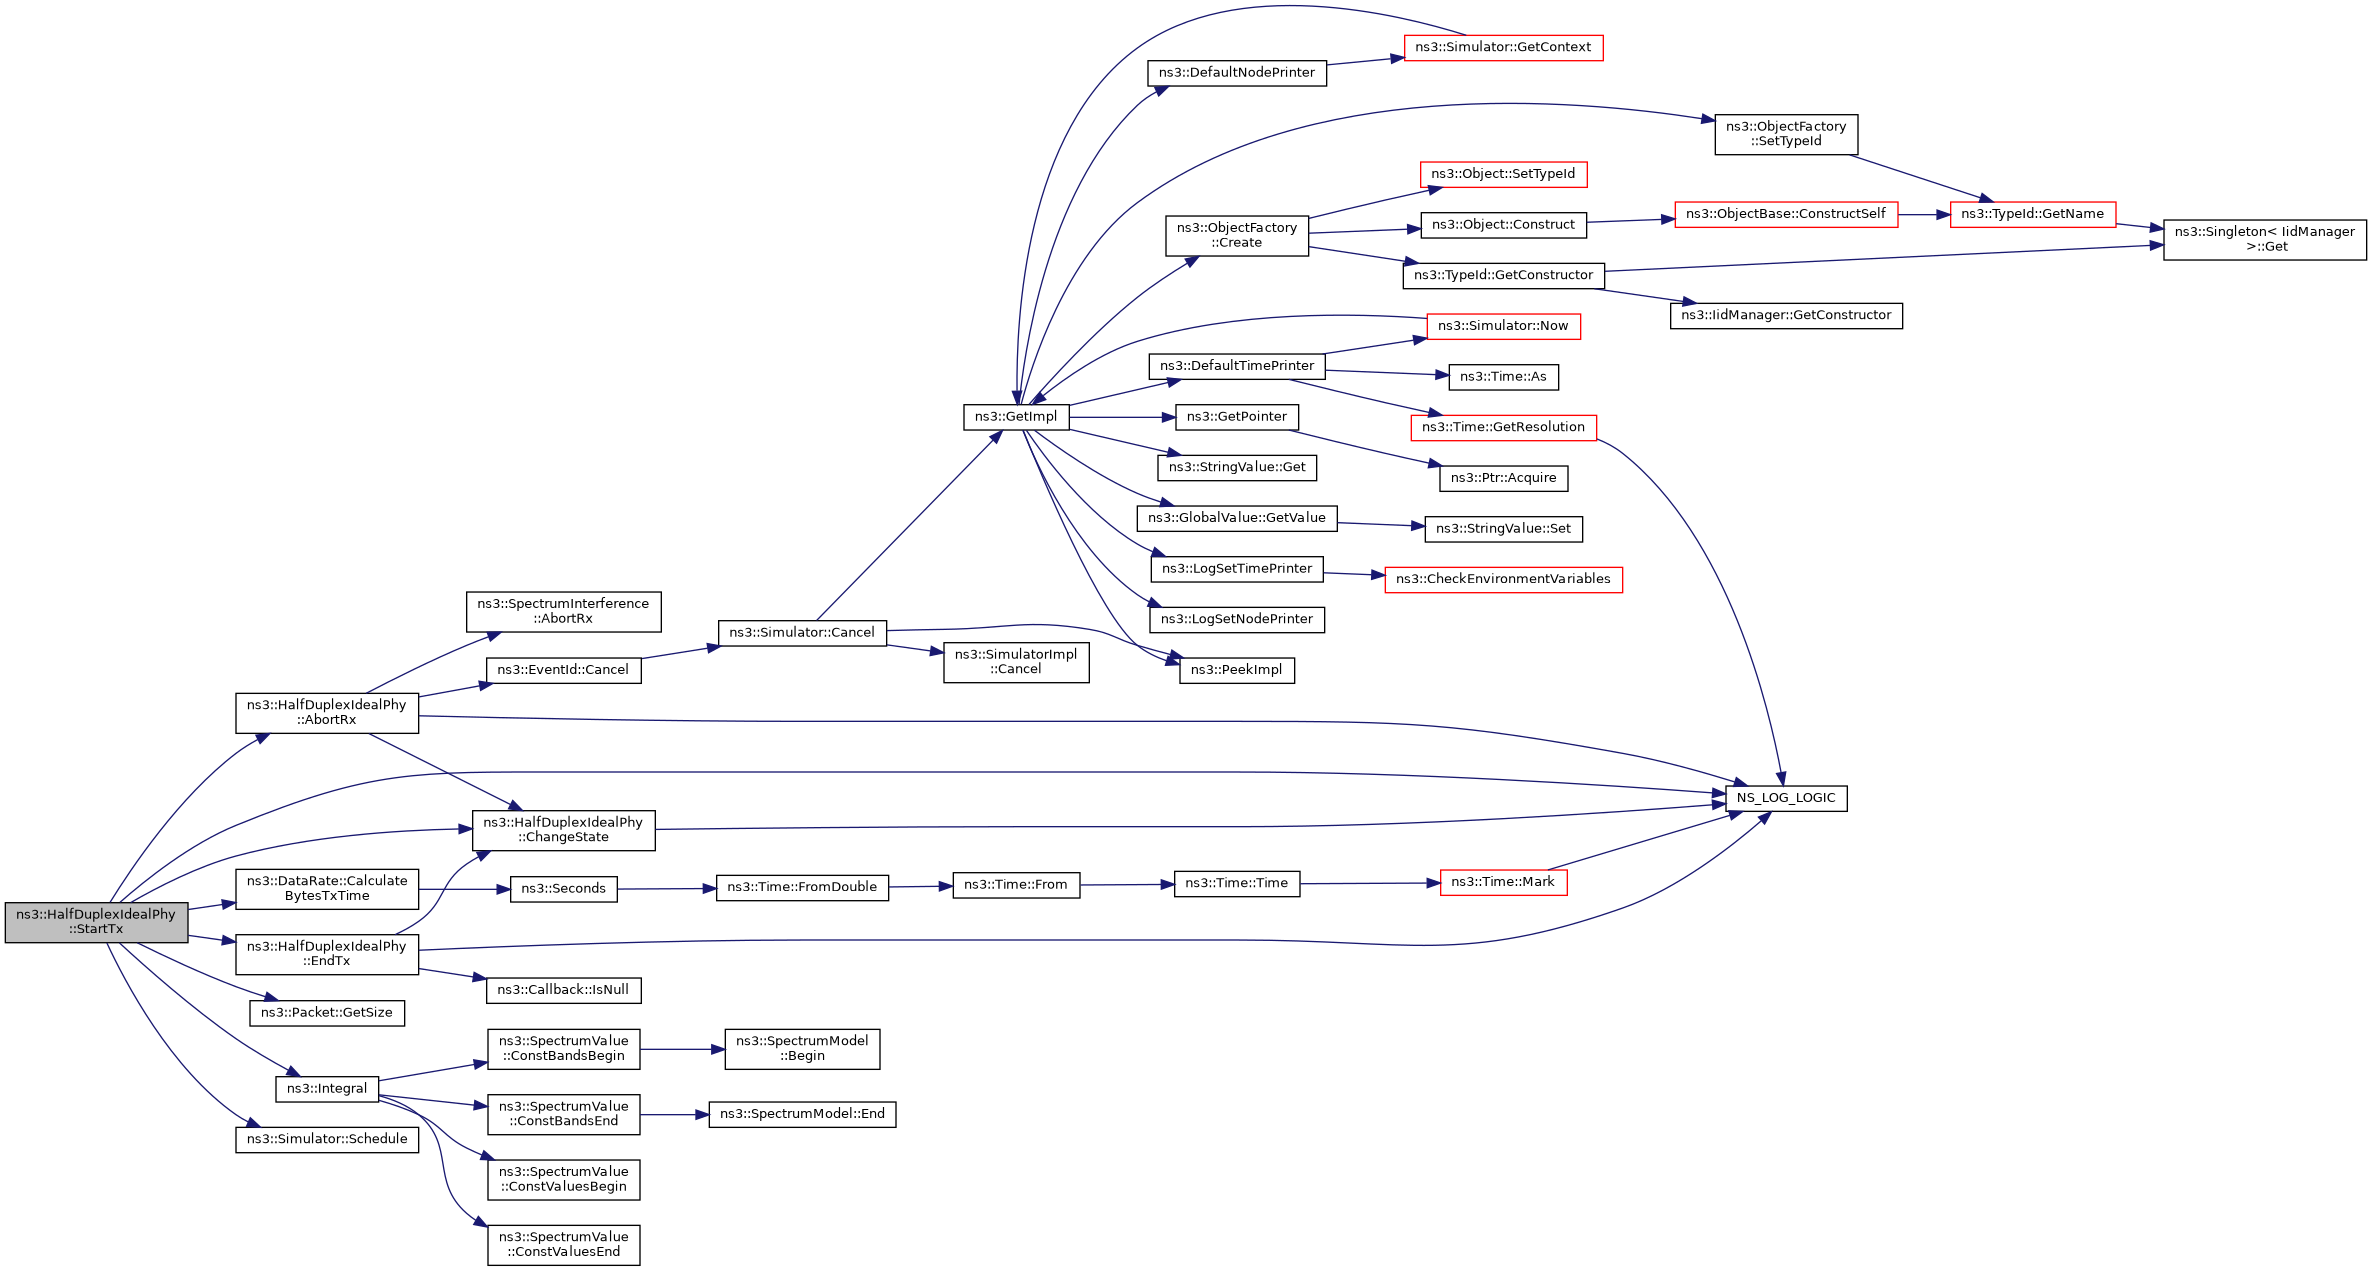 ns3::Simulator::GetContext
ns3::DefaultNodePrinter
ns3::ObjectFactory
::SetTypeId
ns3::Object::SetTypeId
ns3::ObjectBase::ConstructSelf
ns3::TypeId::GetName
ns3::Object::Construct
ns3::ObjectFactory
::Create
ns3::Singleton< IidManager
>::Get
ns3::TypeId::GetConstructor
ns3::IidManager::GetConstructor
ns3::Simulator::Now
ns3::DefaultTimePrinter
ns3::Time::As
ns3::GetImpl
ns3::GetPointer
ns3::Time::GetResolution
ns3::StringValue::Get
ns3::Ptr::Acquire
ns3::GlobalValue::GetValue
ns3::StringValue::Set
ns3::LogSetTimePrinter
ns3::CheckEnvironmentVariables
ns3::SpectrumInterference
::AbortRx
ns3::LogSetNodePrinter
ns3::Simulator::Cancel
ns3::SimulatorImpl
::Cancel
ns3::EventId::Cancel
ns3::PeekImpl
ns3::HalfDuplexIdealPhy
::AbortRx
NS_LOG_LOGIC
ns3::HalfDuplexIdealPhy
::ChangeState
ns3::DataRate::Calculate
BytesTxTime
ns3::Seconds
ns3::Time::FromDouble
ns3::Time::From
ns3::Time::Time
ns3::Time::Mark
ns3::HalfDuplexIdealPhy
::StartTx
ns3::HalfDuplexIdealPhy
::EndTx
ns3::Callback::IsNull
ns3::Packet::GetSize
ns3::SpectrumValue
::ConstBandsBegin
ns3::SpectrumModel
::Begin
ns3::Integral
ns3::SpectrumValue
::ConstBandsEnd
ns3::SpectrumModel::End
ns3::Simulator::Schedule
ns3::SpectrumValue
::ConstValuesBegin
ns3::SpectrumValue
::ConstValuesEnd